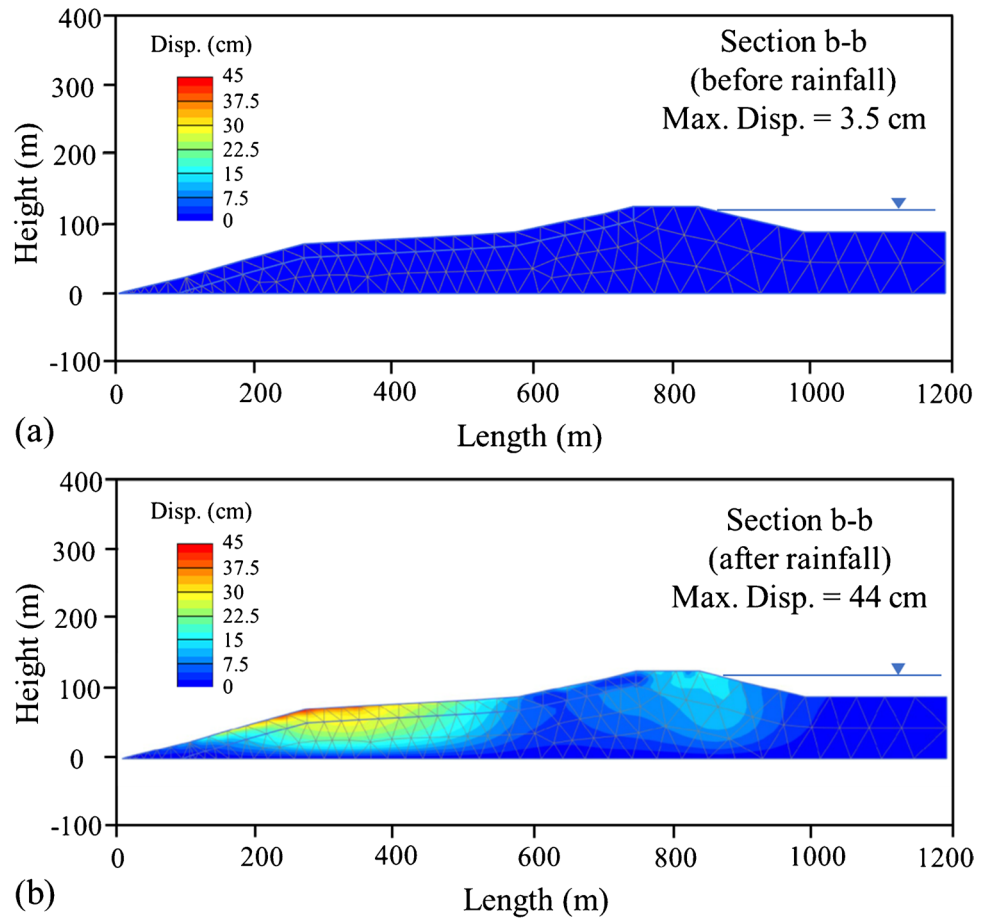 400
300
200
100
0
-100
Height (m)
Disp. (cm)
45
37.5
30
22.5
15
7.5
0
Section b-b
(before rainfall)
Max. Disp. = 3.5 cm
0
200
400
600
800
1000
1200
(a)
Length (m)
400
300
200
100
0
-100
Height (m)
Disp. (cm)
45
37.5
30
22.5
15
7.5
0
Section b-b
(after rainfall)
Max. Disp. = 44 cm
0
200
400
600
800
1000
1200
(b)
Length (m)